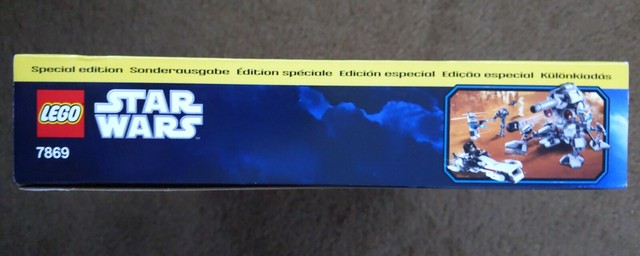 Special edition Sonderausgabe Édition spéciale Edición especial Edição especial Különkiadás
LEGO
STAR
WARS
7869